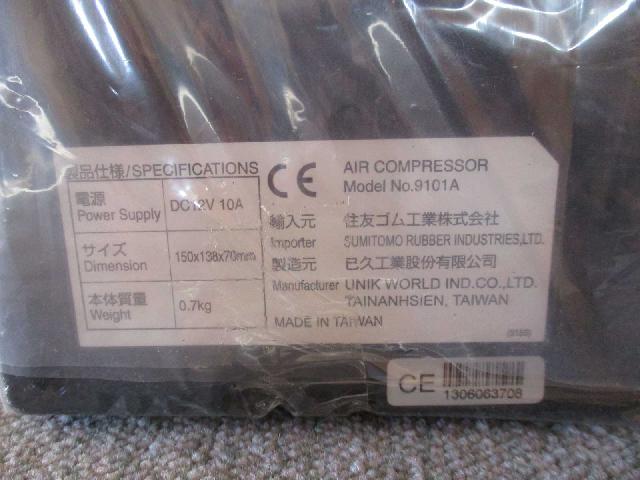 製品仕様/SPECIFICATIONS
電源
Power Supply
DC12V 10A
サイズ
Dimension
150x138x70mm
本体質量
Weight
0.7kg
CE
AIR COMPRESSOR
Model No.9101A
輸入元 住友ゴム工業株式会社
Importer SUMITOMO RUBBER INDUSTRIES,LTD.
製造元 已久工業股份有限公司
Manufacturer UNIK WORLD IND.CO.,LTD.
TAINANHSIEN, TAIWAN
MADE IN TAIWAN
CE
1306063708